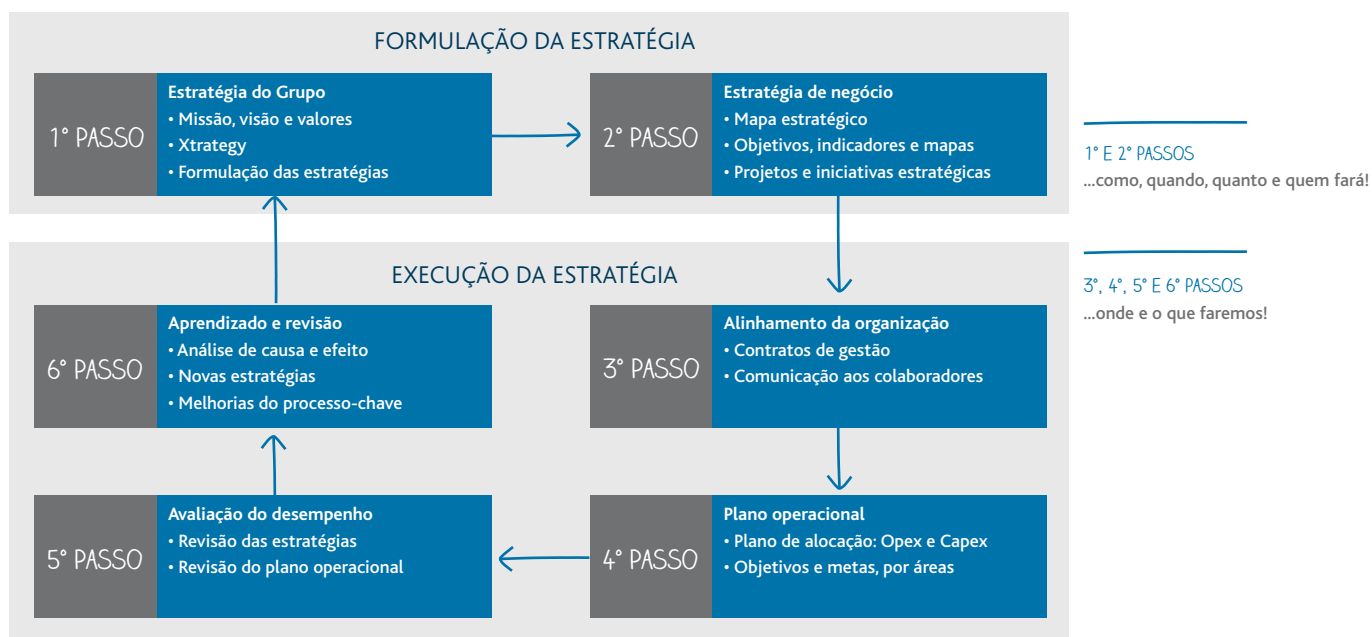 FORMULAÇÃO DA ESTRATÉGIA
1° PASSO
Estratégia do Grupo
• Missão, visão e valores
• Xtrategy
• Formulação das estratégias
2° PASSO
Estratégia de negócio
• Mapa estratégico
• Objetivos, indicadores e mapas
• Projetos e iniciativas estratégicas
1° E 2° PASSOS
...como, quando, quanto e quem fará!
EXECUÇÃO DA ESTRATÉGIA
3°, 4°, 5° E 6° PASSOS
...onde e o que faremos!
6° PASSO
Aprendizado e revisão
• Análise de causa e efeito
• Novas estratégias
• Melhorias do processo-chave
3° PASSO
Alinhamento da organização
• Contratos de gestão
• Comunicação aos colaboradores
5° PASSO
Avaliação do desempenho
• Revisão das estratégias
• Revisão do plano operacional
4° PASSO
Plano operacional
• Plano de alocação: Opex e Capex
• Objetivos e metas, por áreas